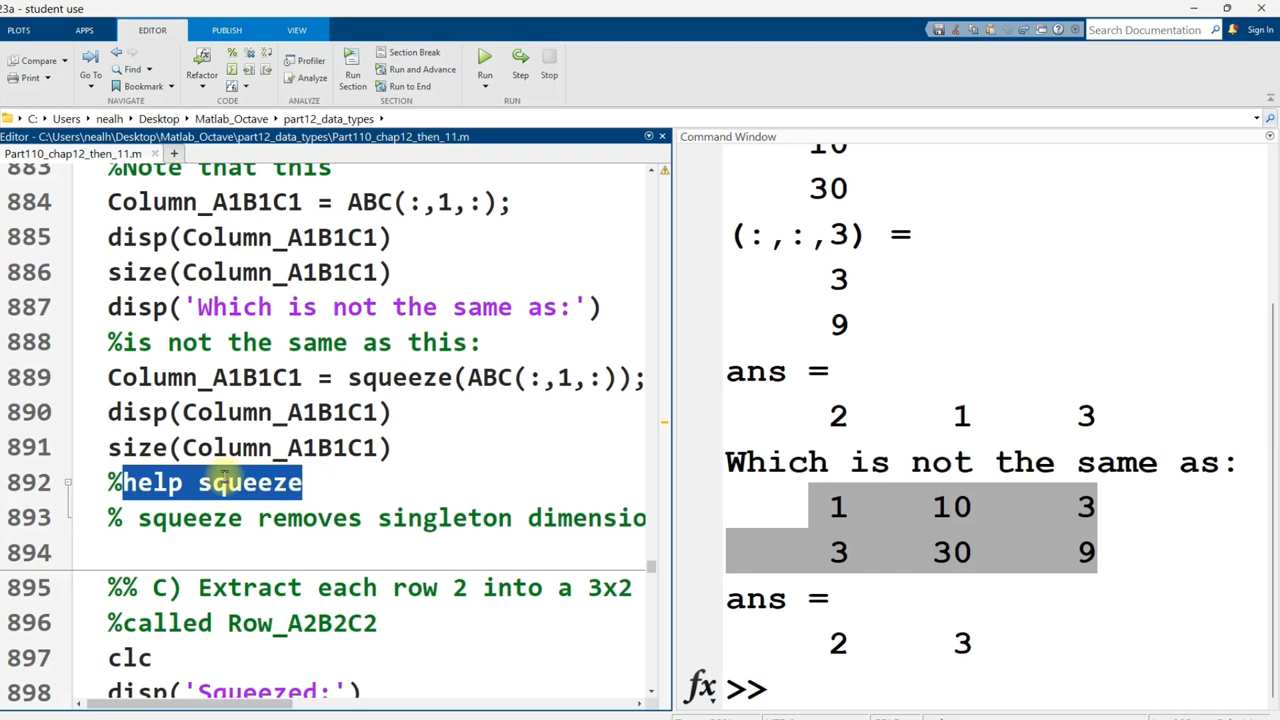 23a - student use
PLOTS APPS EDITOR PUBLISH VIEW
Search Documentation
Sign In
Compare
Print
Go To
Find
Bookmark
NAVIGATE
Refactor
CODE
Profiler
Analyze
ANALYZE
Run
Section
Section Break
Run and Advance
Run to End
SECTION
Run
Step
Stop
RUN
C: Users nealh Desktop Matlab_Octave part12_data_types
Editor - C:\Users\nealh\Desktop\Matlab_Octave\part12_data_types\Part110_chap12_then_11.m
Part110_chap12_then_11.m
883 %Note that this
884 Column_A1B1C1 = ABC(:,1,:);
885 disp(Column_A1B1C1)
886 size(Column_A1B1C1)
887 disp('Which is not the same as:')
888 %is not the same as this:
889 Column_A1B1C1 = squeeze(ABC(:,1,:));
890 disp(Column_A1B1C1)
891 size(Column_A1B1C1)
892 %help squeeze
893 % squeeze removes singleton dimensio
894
895 %% C) Extract each row 2 into a 3x2
896 %called Row_A2B2C2
897 clc
898 disp('Squeezed:')
Command Window
10
30
(:,:,3) =
3
9
ans =
2 1 3
Which is not the same as:
1 10 3
3 30 9
ans =
2 3
fx >>